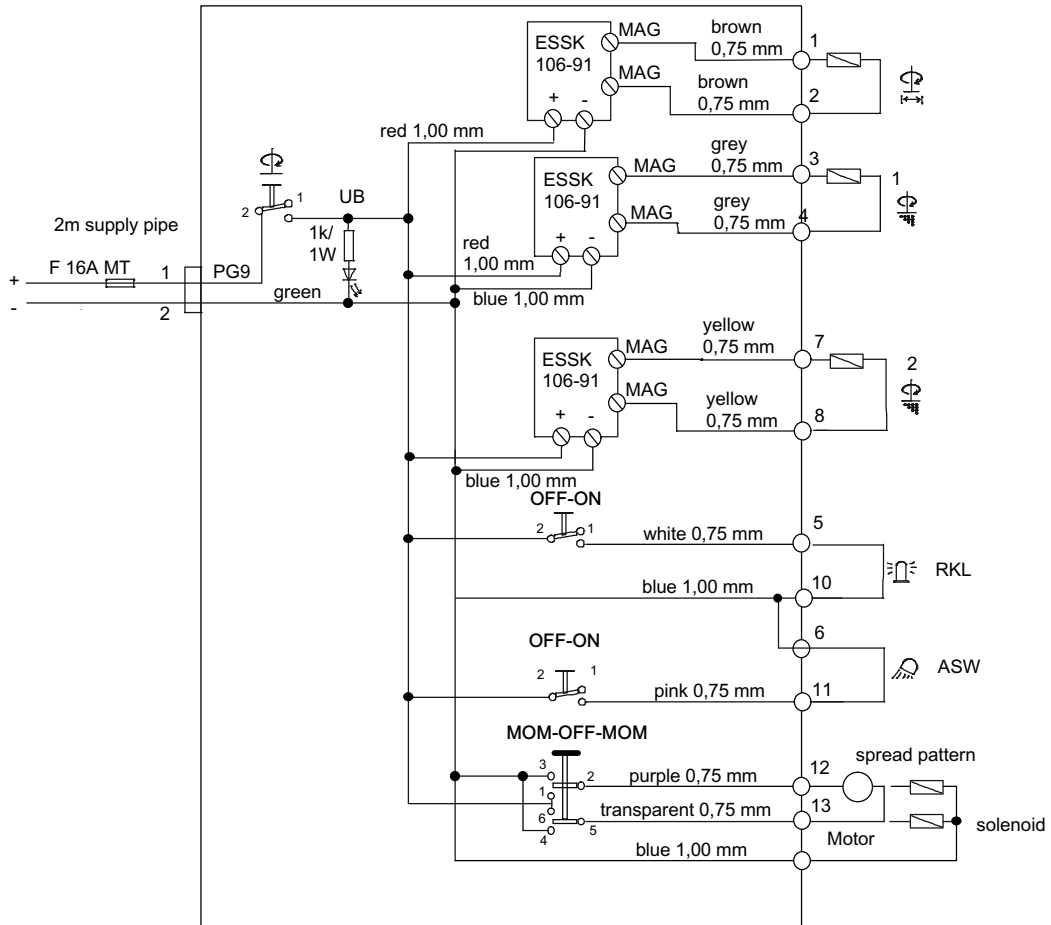 ESSK
106-91
+ -
MAG
MAG
brown
0,75 mm
brown
0,75 mm
1
2
red 1,00 mm
ESSK
106-91
+ -
MAG
MAG
grey
0,75 mm
grey
0,75 mm
3
4
1
2 1
UB
1k/
1W
red
1,00 mm
blue 1,00 mm
2m supply pipe
F 16A MT
+
-
1
2
PG9
green
ESSK
106-91
+ -
MAG
MAG
yellow
0,75 mm
yellow
0,75 mm
7
8
2
blue 1,00 mm
OFF-ON
2 1
white 0,75 mm
5
blue 1,00 mm
10
RKL
6
OFF-ON
2 1
pink 0,75 mm
11
ASW
MOM-OFF-MOM
3
2
1
6
4
5
purple 0,75 mm
12
transparent 0,75 mm
13
blue 1,00 mm
spread pattern
Motor
solenoid